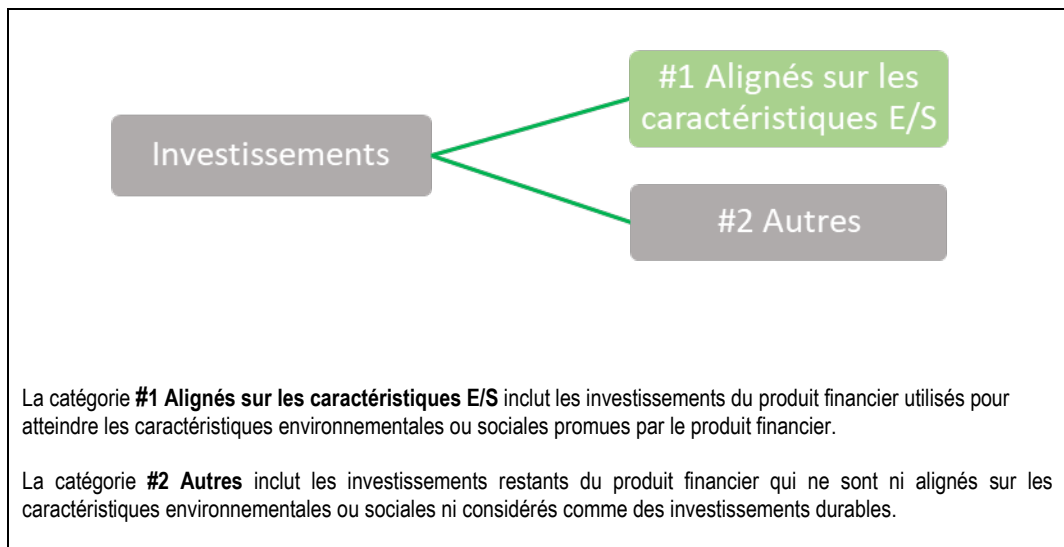 #1 Alignés sur les
caractéristiques E/S
Investissements
#2 Autres
La catégorie #1 Alignés sur les caractéristiques E/S inclut les investissements du produit financier utilisés pour
atteindre les caractéristiques environnementales ou sociales promues par le produit financier.
La catégorie #2 Autres inclut les investissements restants du produit financier qui ne sont ni alignés sur les
caractéristiques environnementales ou sociales ni considérés comme des investissements durables.